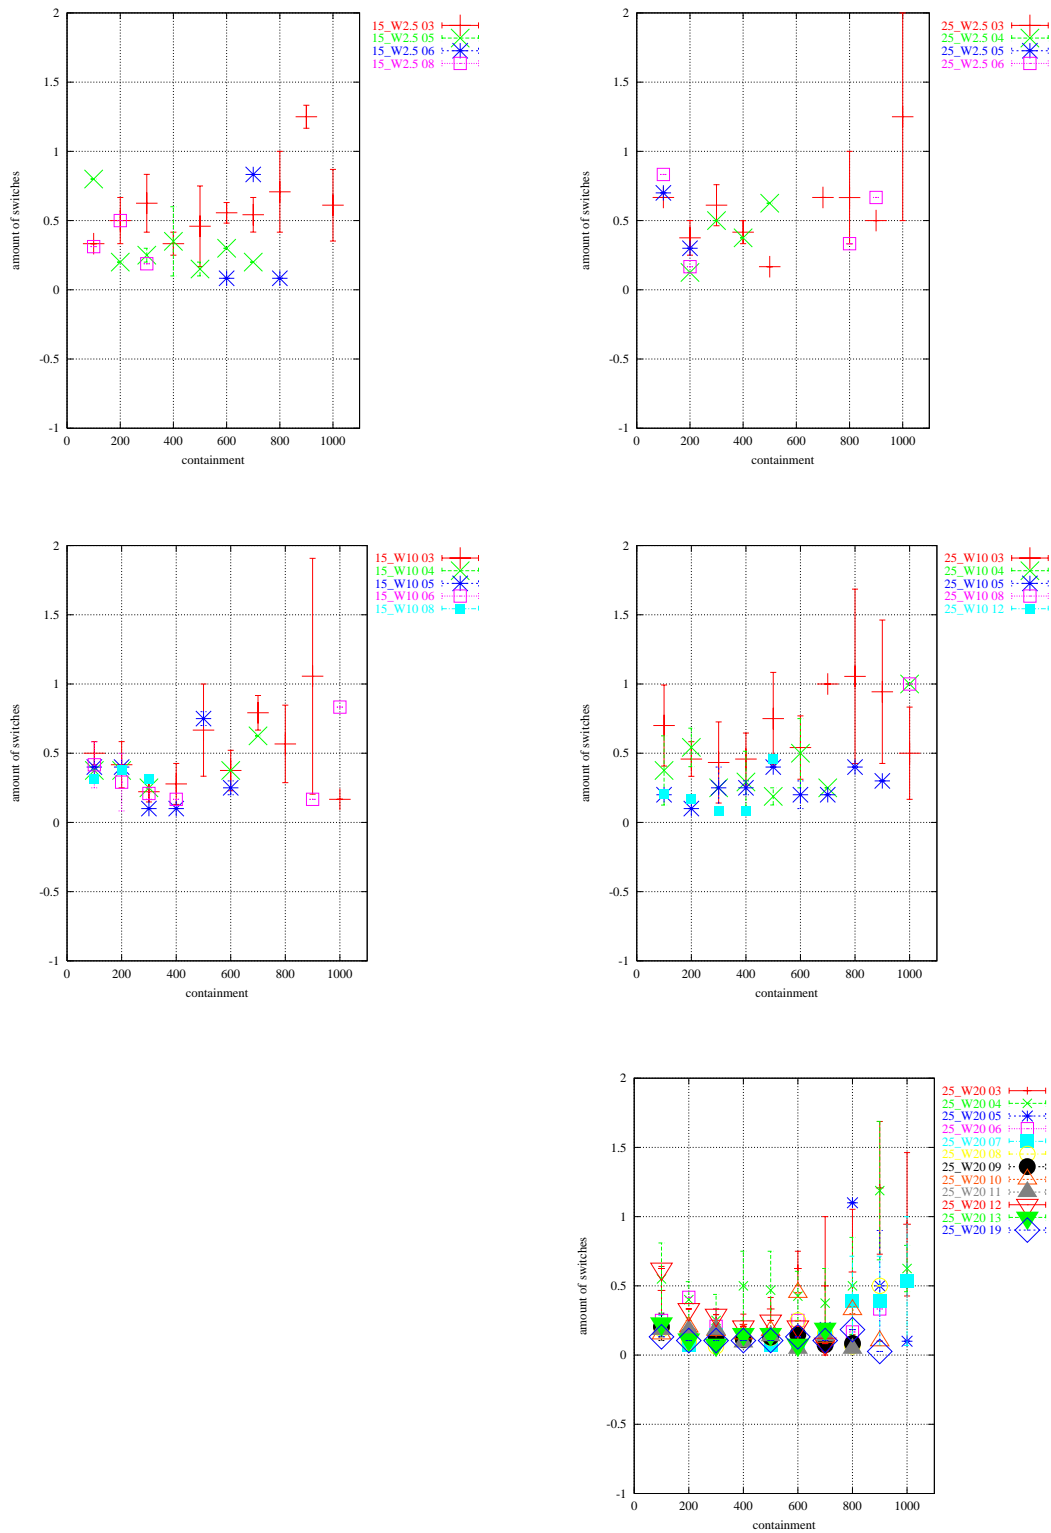 2
1.5
1
0.5
0
-0.5
-1
0
200
400
600
800
1000
amount of switches
containment
15_W2.5 03
15_W2.5 05
15_W2.5 06
15_W2.5 08
2
1.5
1
0.5
0
-0.5
-1
0
200
400
600
800
1000
amount of switches
containment
25_W2.5 03
25_W2.5 04
25_W2.5 05
25_W2.5 06
2
1.5
1
0.5
0
-0.5
-1
0
200
400
600
800
1000
amount of switches
containment
15_W10 03
15_W10 04
15_W10 05
15_W10 06
15_W10 08
2
1.5
1
0.5
0
-0.5
-1
0
200
400
600
800
1000
amount of switches
containment
25_W10 03
25_W10 04
25_W10 05
25_W10 08
25_W10 12
2
1.5
1
0.5
0
-0.5
-1
0
200
400
600
800
1000
amount of switches
containment
25_W20 03
25_W20 04
25_W20 05
25_W20 06
25_W20 07
25_W20 08
25_W20 09
25_W20 10
25_W20 11
25_W20 12
25_W20 13
25_W20 19